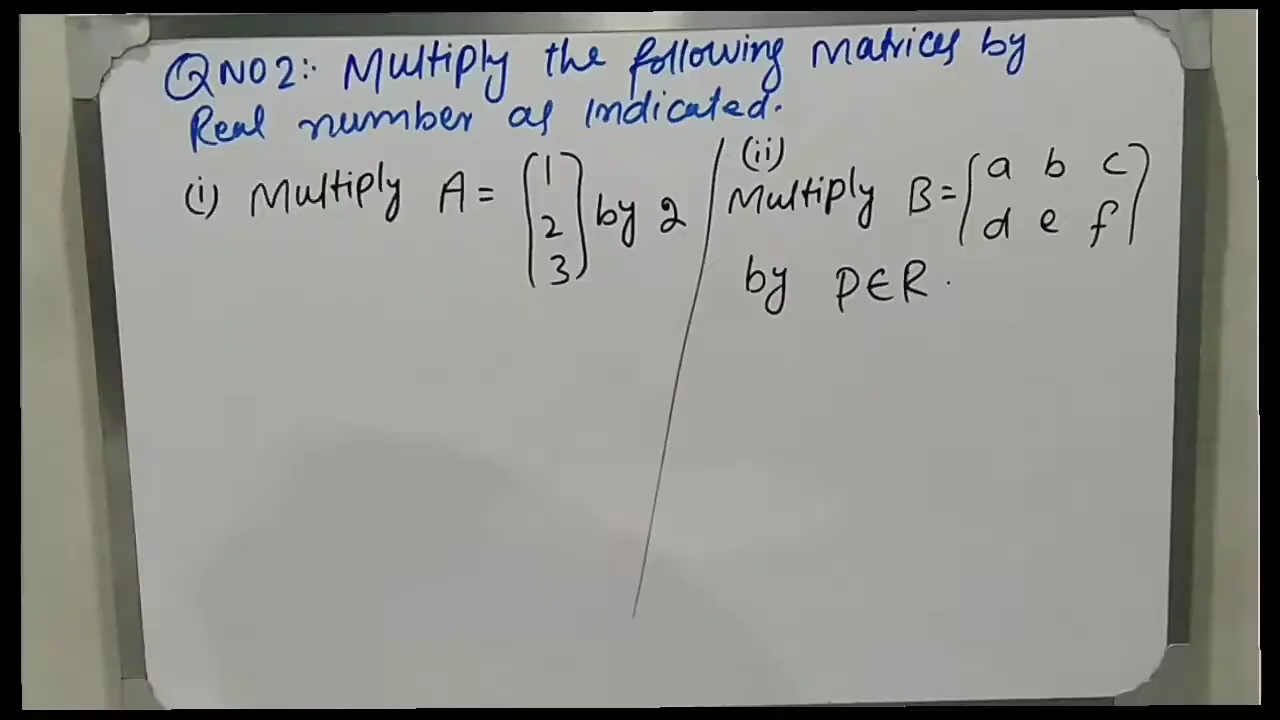 QNO2:- Multiply the following Matrices by
Real number as indicated.
(i) Multiply A = (1 2 3) by 2
(ii)
Multiply B = (a b c
d e f)
by P∈R.